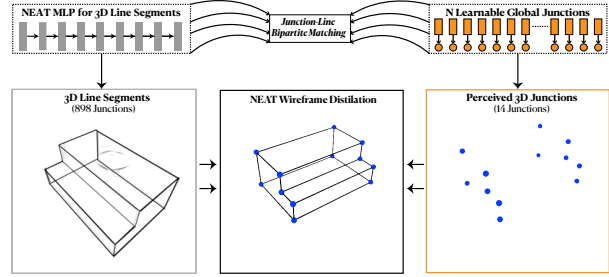 NEAT MLP for 3D Line Segments
Junction-Line
Bipartite Matching
N Learnable Global Junctions
3D Line Segments
(898 Junctions)
NEAT Wireframe Distilation
Perceived 3D Junctions
(14 Junctions)